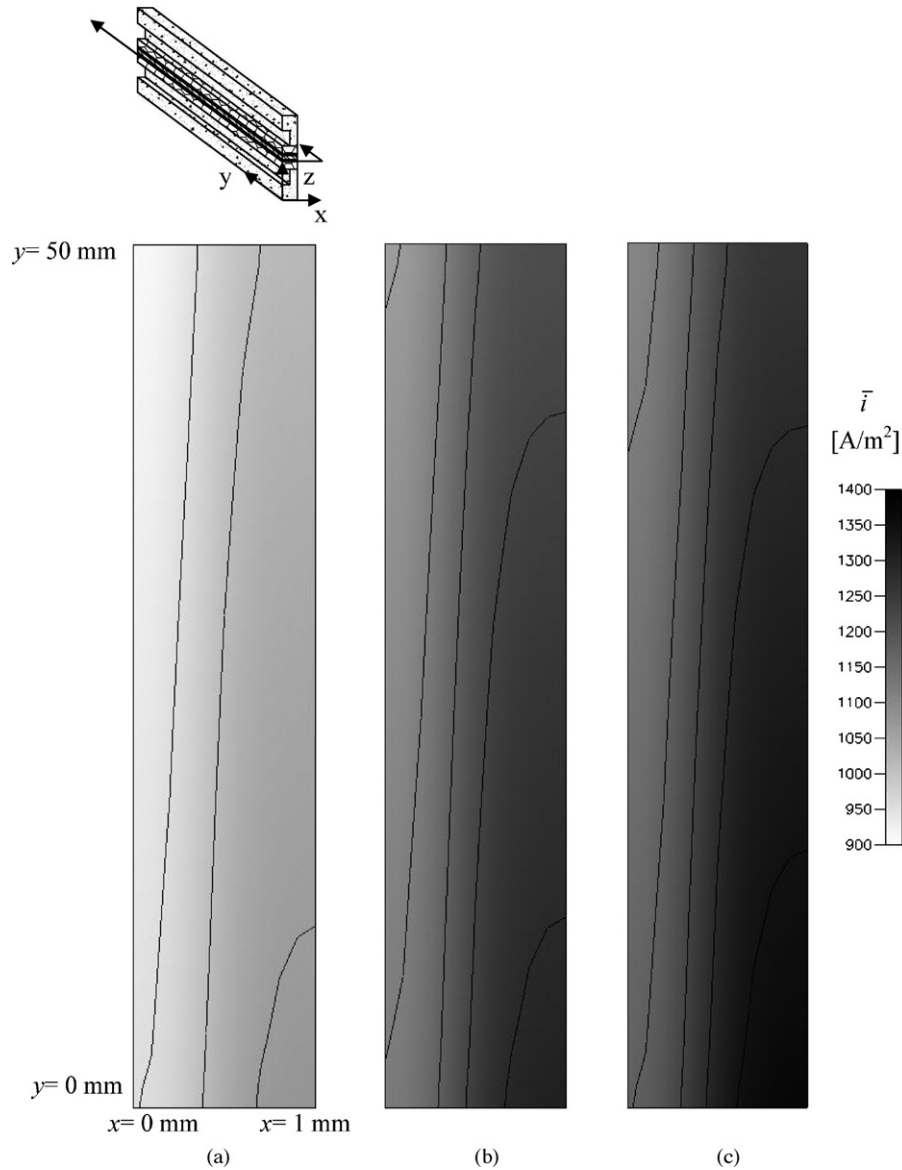 y
z
x
y= 50 mm
i̅
[A/m²]
1400
1350
1300
1250
1200
1150
1100
1050
1000
950
900
y= 0 mm
x= 0 mm
x= 1 mm
(a)
(b)
(c)